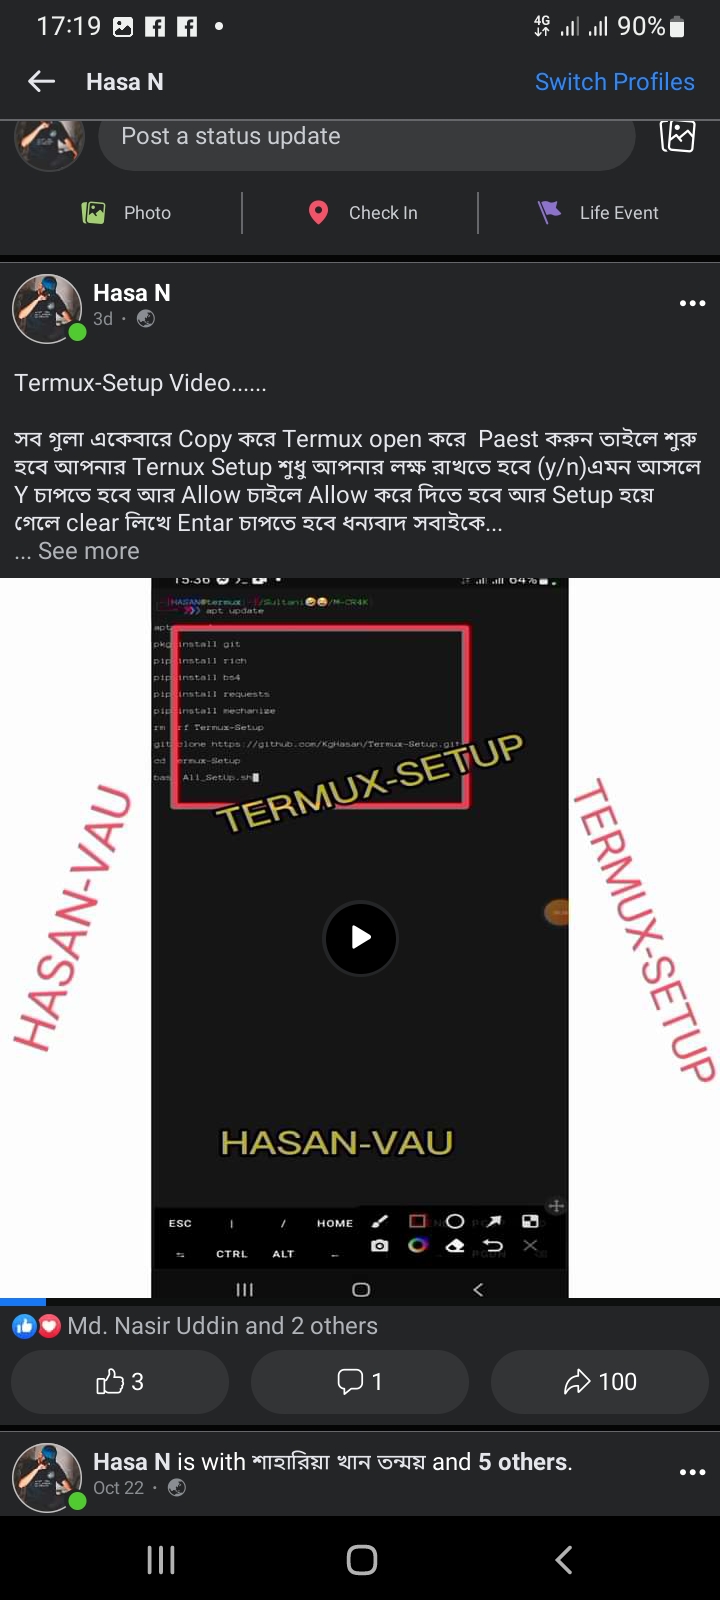 17:19
4G
90%
Hasa N
Switch Profiles
Post a status update
Photo
Check In
Life Event
Hasa N
3d ·
Termux-Setup Video......
সব গুলা একেবারে Copy করে Termux open করে Paest করুন তাইলে শুরু
হবে আপনার Ternux Setup শুধু আপনার লক্ষ রাখতে হবে (y/n)এমন আসলে
Y চাপতে হবে আর Allow চাইলে Allow করে দিতে হবে আর Setup হয়ে
গেলে clear লিখে Entar চাপতে হবে ধন্যবাদ সবাইকে...
... See more
15:36
64%
HASAN@termux
apt update
apt
pkg install git
pip install rich
pip install bs4
pip install requests
pip install mechanize
rm rf Termux-Setup
git clone https://github.com/KgHasan/Termux-Setup.git
cd ermux-Setup
bas All_SetUp.sh
TERMUX-SETUP
HASAN-VAU
TERMUX-SETUP
HASAN-VAU
ESC | / HOME
CTRL ALT
Md. Nasir Uddin and 2 others
3
1
100
Hasa N is with শাহারিয়া খান তন্ময় and 5 others.
Oct 22 ·